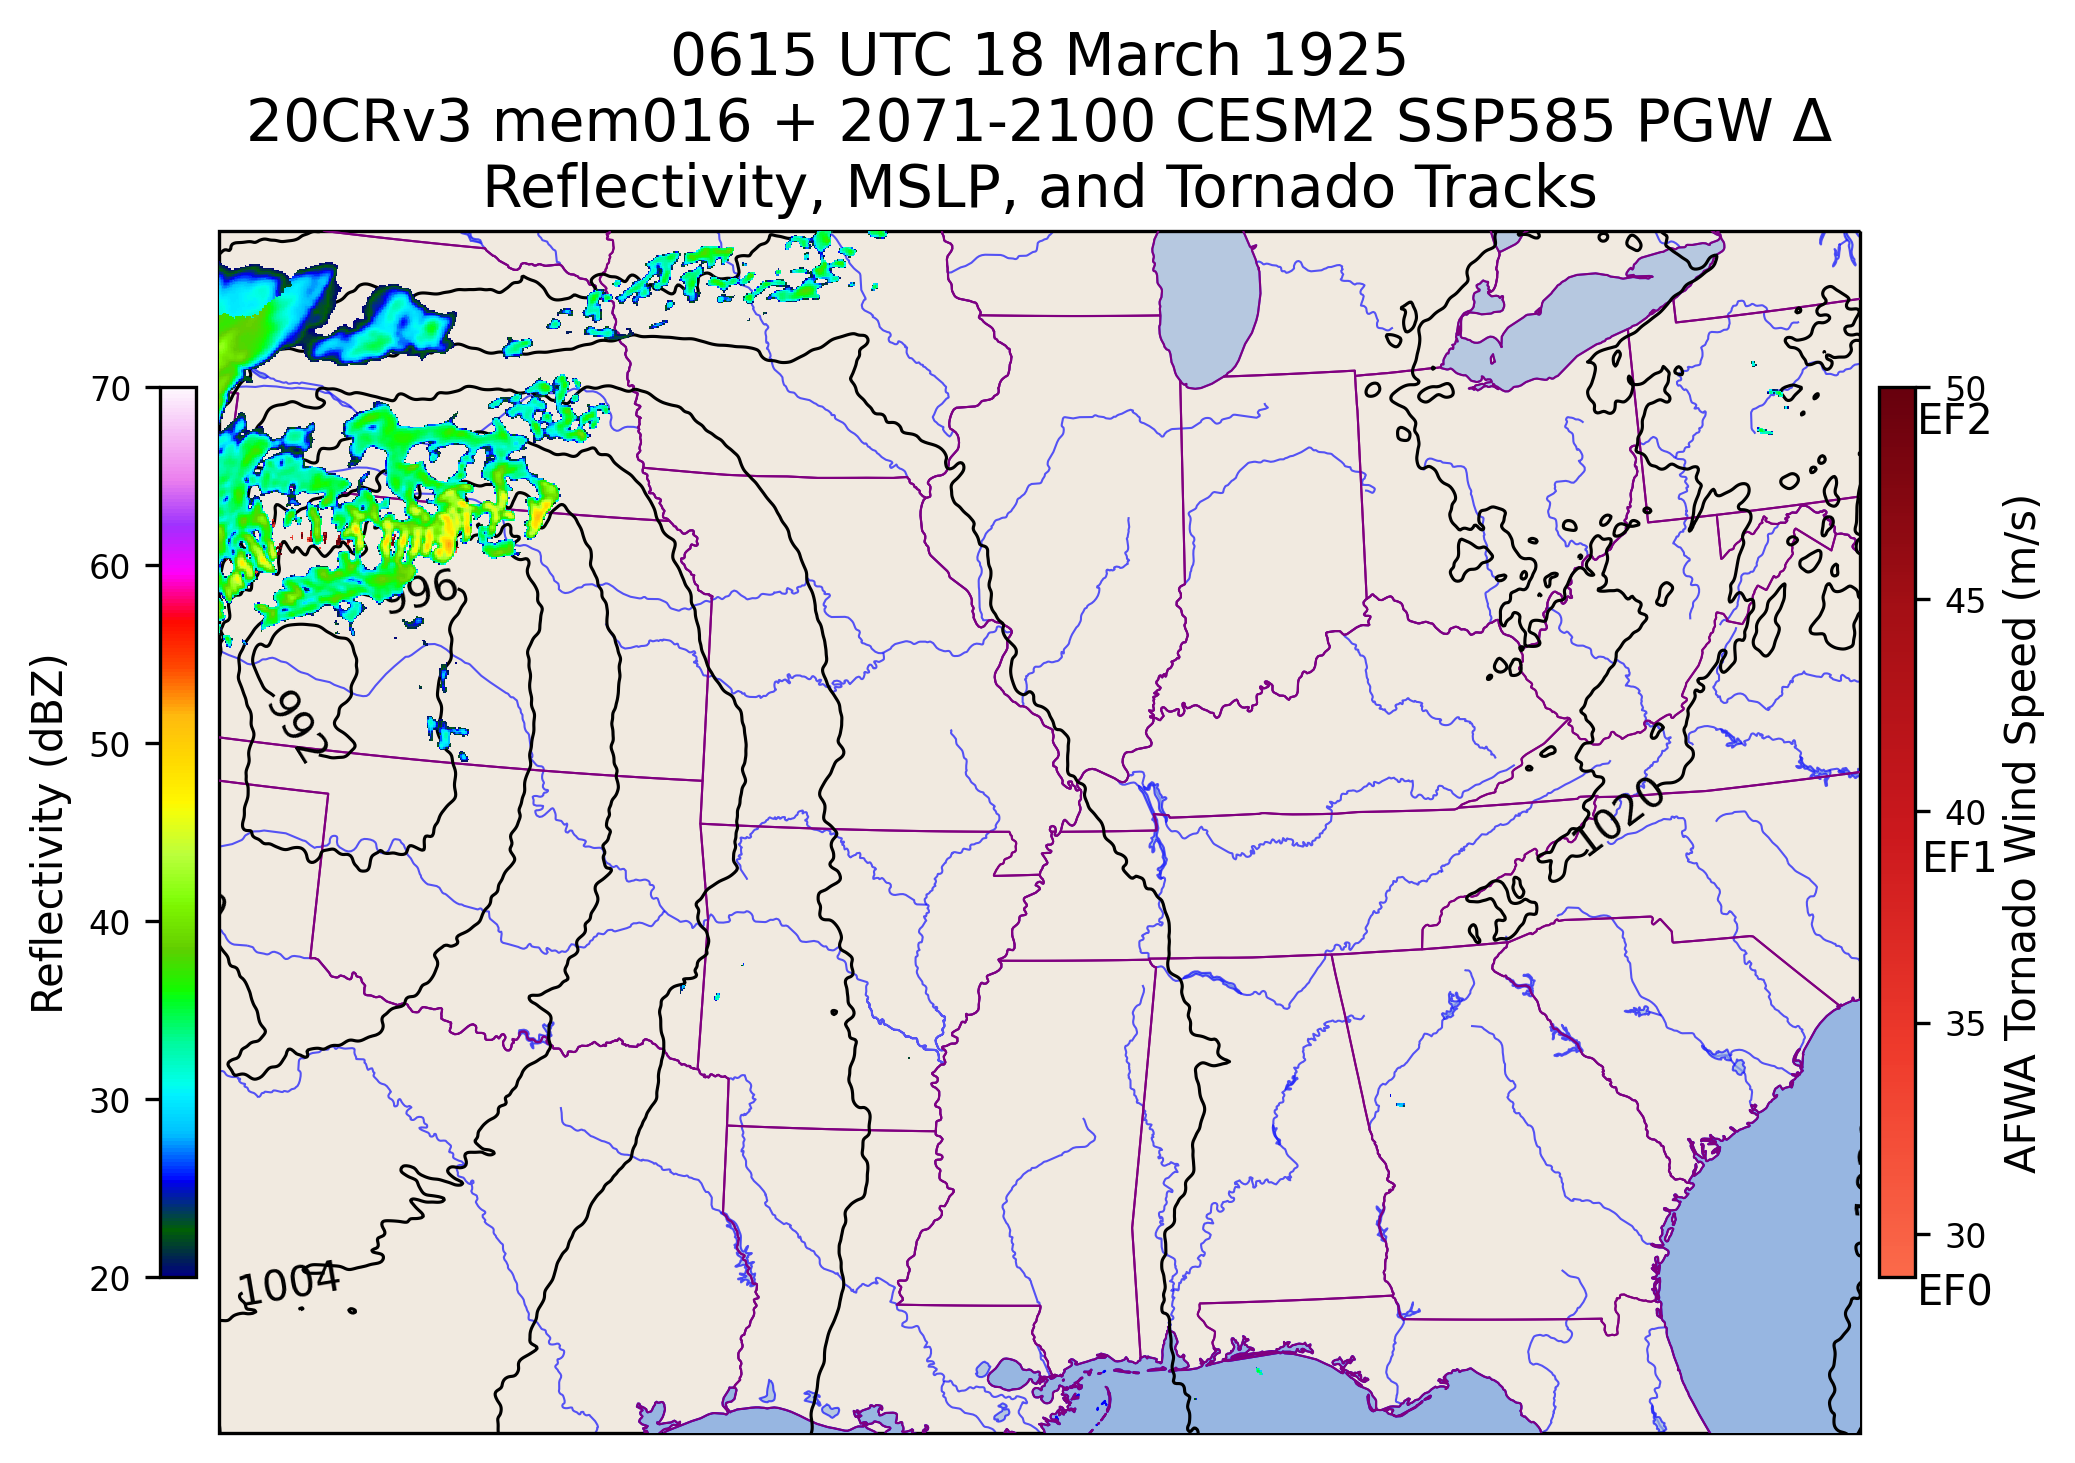 0615 UTC 18 March 1925
20CRv3 mem016 + 2071-2100 CESM2 SSP585 PGW Δ
Reflectivity, MSLP, and Tornado Tracks
Reflectivity (dBZ)
70
60
50
40
30
20
996
992
1004
1020
50
EF2
45
40
EF1
35
30
EF0
AFWA Tornado Wind Speed (m/s)